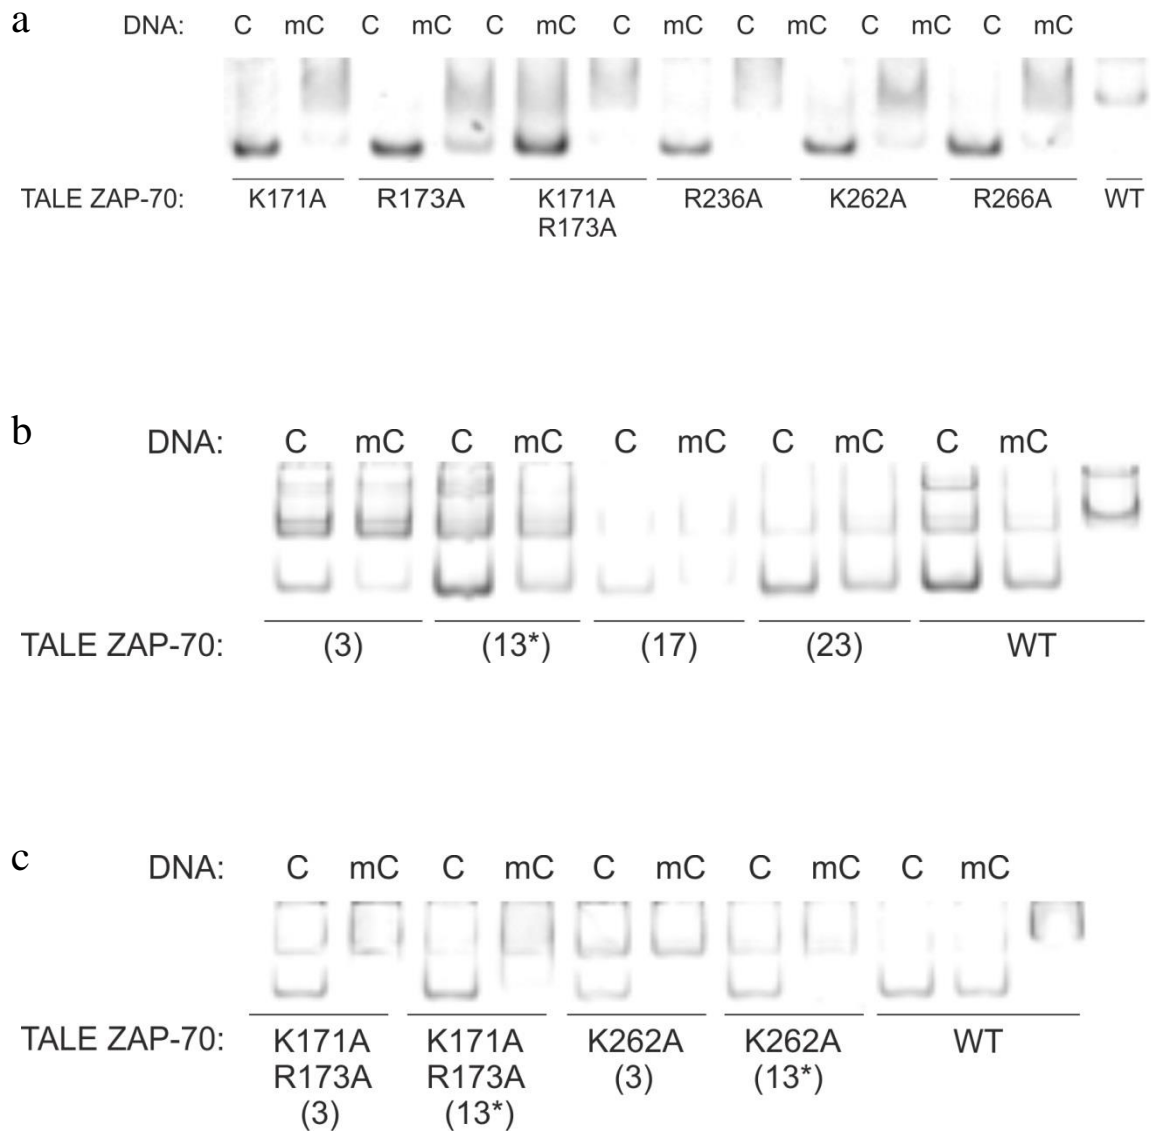 a
DNA: C mC C mC C mC C mC C mC C mC
TALE ZAP-70: K171A R173A K171A R236A K262A R266A WT
R173A
b
DNA: C mC C mC C mC C mC C mC
TALE ZAP-70: (3) (13*) (17) (23) WT
c
DNA: C mC C mC C mC C mC C mC
TALE ZAP-70: K171A K171A K262A K262A WT
R173A R173A (3) (13*)
(3) (13*)